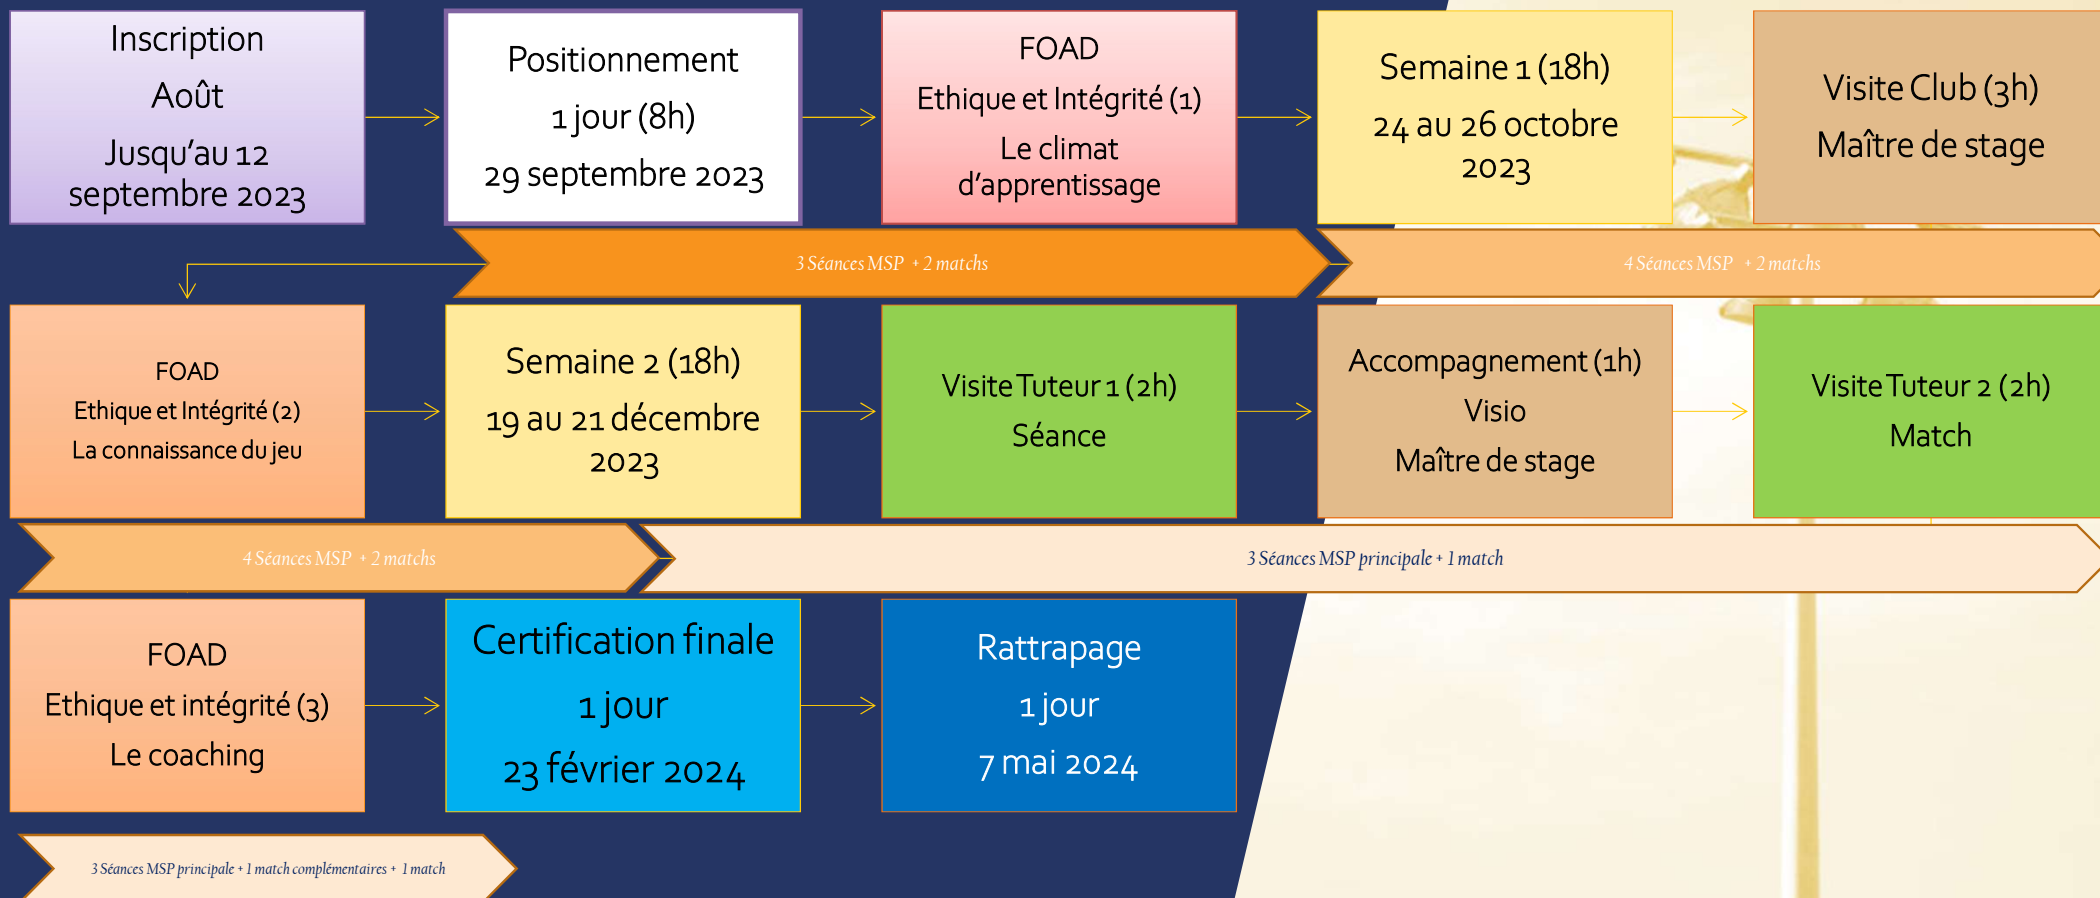 Inscription
Août
Jusqu’au 12
septembre 2023
Positionnement
1 jour (8h)
29 septembre 2023
FOAD
Ethique et Intégrité (1)
Le climat
d’apprentissage
Semaine 1 (18h)
24 au 26 octobre
2023
Visite Club (3h)
Maître de stage
3 Séances MSP + 2 matchs
4 Séances MSP + 2 matchs
FOAD
Ethique et Intégrité (2)
La connaissance du jeu
Semaine 2 (18h)
19 au 21 décembre
2023
Visite Tuteur 1 (2h)
Séance
Accompagnement (1h)
Visio
Maître de stage
Visite Tuteur 2 (2h)
Match
4 Séances MSP + 2 matchs
3 Séances MSP principale + 1 match
FOAD
Ethique et intégrité (3)
Le coaching
Certification finale
1 jour
23 février 2024
Rattrapage
1 jour
7 mai 2024
3 Séances MSP principale + 1 match complémentaires + 1 match